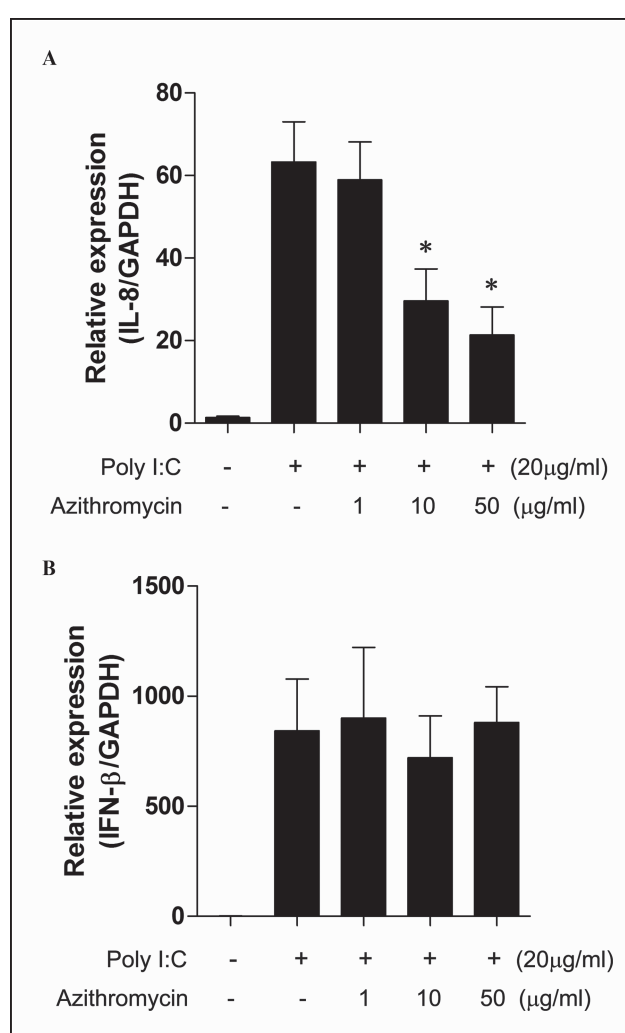 A
80
60
40
20
0
Relative expression
(IL-8/GAPDH)
* *
Poly I:C - + + + + (20μg/ml)
Azithromycin - - 1 10 50 (μg/ml)
B
1500
1000
500
0
Relative expression
(IFN-β/GAPDH)
Poly I:C - + + + + (20μg/ml)
Azithromycin - - 1 10 50 (μg/ml)